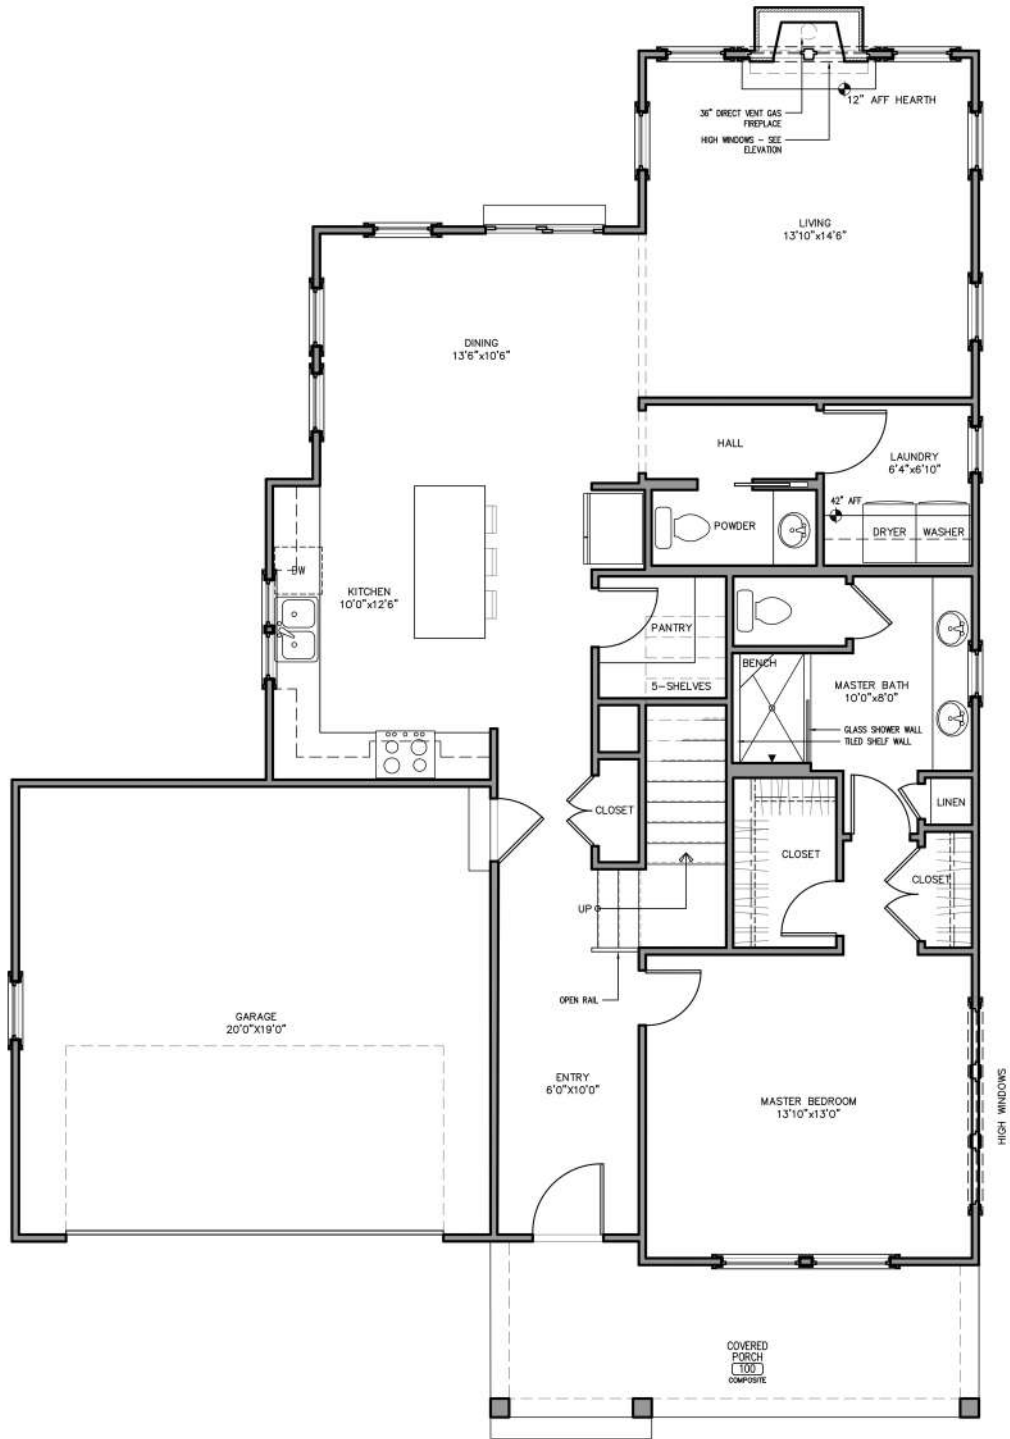 12" AFF HEARTH
36" DIRECT VENT GAS
FIREPLACE
HIGH WINDOWS - SEE
ELEVATION
LIVING
13'10"x14'6"
DINING
13'6"x10'6"
HALL
LAUNDRY
6'4"x6'10"
42" AFF
POWDER
DRYER
WASHER
DW
KITCHEN
10'0"x12'6"
PANTRY
5-SHELVES
BENCH
MASTER BATH
10'0"x8'0"
GLASS SHOWER WALL
TILED SHELF WALL
CLOSET
LINEN
CLOSET
CLOSET
UP
OPEN RAIL
GARAGE
20'0"X19'0"
ENTRY
6'0"X10'0"
MASTER BEDROOM
13'10"x13'0"
HIGH WINDOWS
COVERED
PORCH
100
COMPOSITE